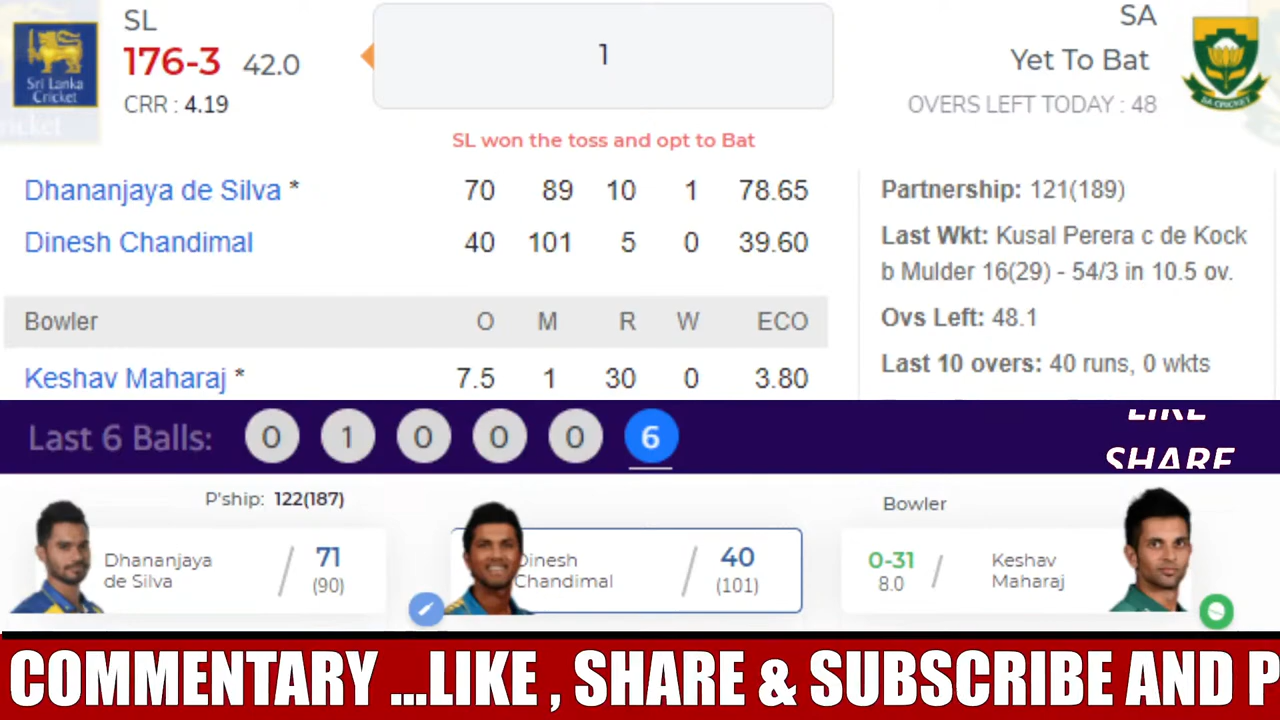 SL
176-3 42.0
CRR : 4.19
Sri Lanka
Cricket
1
SA
Yet To Bat
OVERS LEFT TODAY : 48
SA CRICKET
SL won the toss and opt to Bat
Dhananjaya de Silva * 70 89 10 1 78.65
Dinesh Chandimal 40 101 5 0 39.60
Bowler O M R W ECO
Keshav Maharaj * 7.5 1 30 0 3.80
Partnership: 121(189)
Last Wkt: Kusal Perera c de Kock
b Mulder 16(29) - 54/3 in 10.5 ov.
Ovs Left: 48.1
Last 10 overs: 40 runs, 0 wkts
Last 6 Balls: 0 1 0 0 0 6
LIKE
SHARE
P'ship: 122(187)
Dhananjaya
de Silva
71
(90)
Dinesh
Chandimal
40
(101)
Bowler
0-31
8.0
Keshav
Maharaj
COMMENTARY ...LIKE , SHARE & SUBSCRIBE AND P